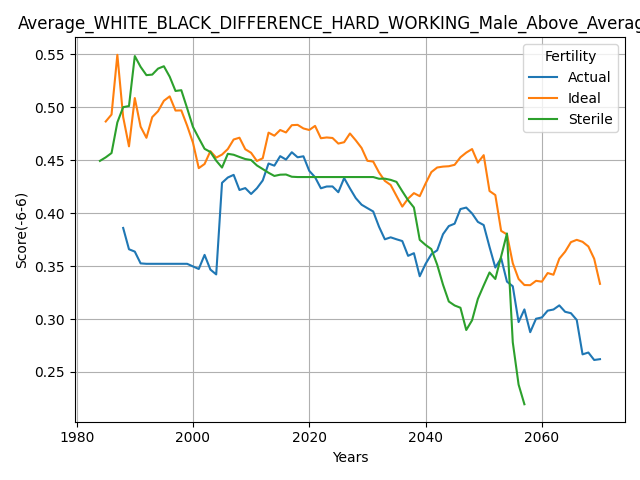 Average_WHITE_BLACK_DIFFERENCE_HARD_WORKING_Male_Above_Averag
Fertility
Actual
Ideal
Sterile
Score(-6-6)
0.55
0.50
0.45
0.40
0.35
0.30
0.25
1980
2000
2020
2040
2060
Years